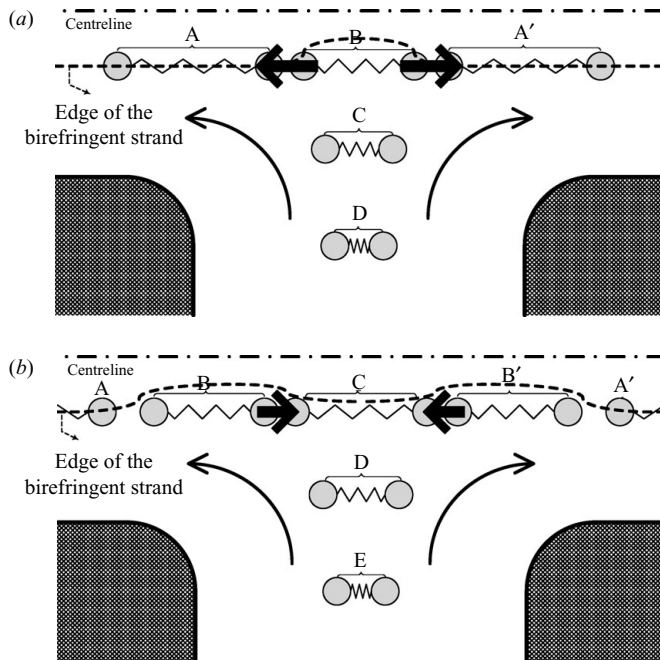 (a)
Centreline
A
B
A′
Edge of the
birefringent strand
C
D
(b)
Centreline
A
B
C
B′
A′
Edge of the
birefringent strand
D
E